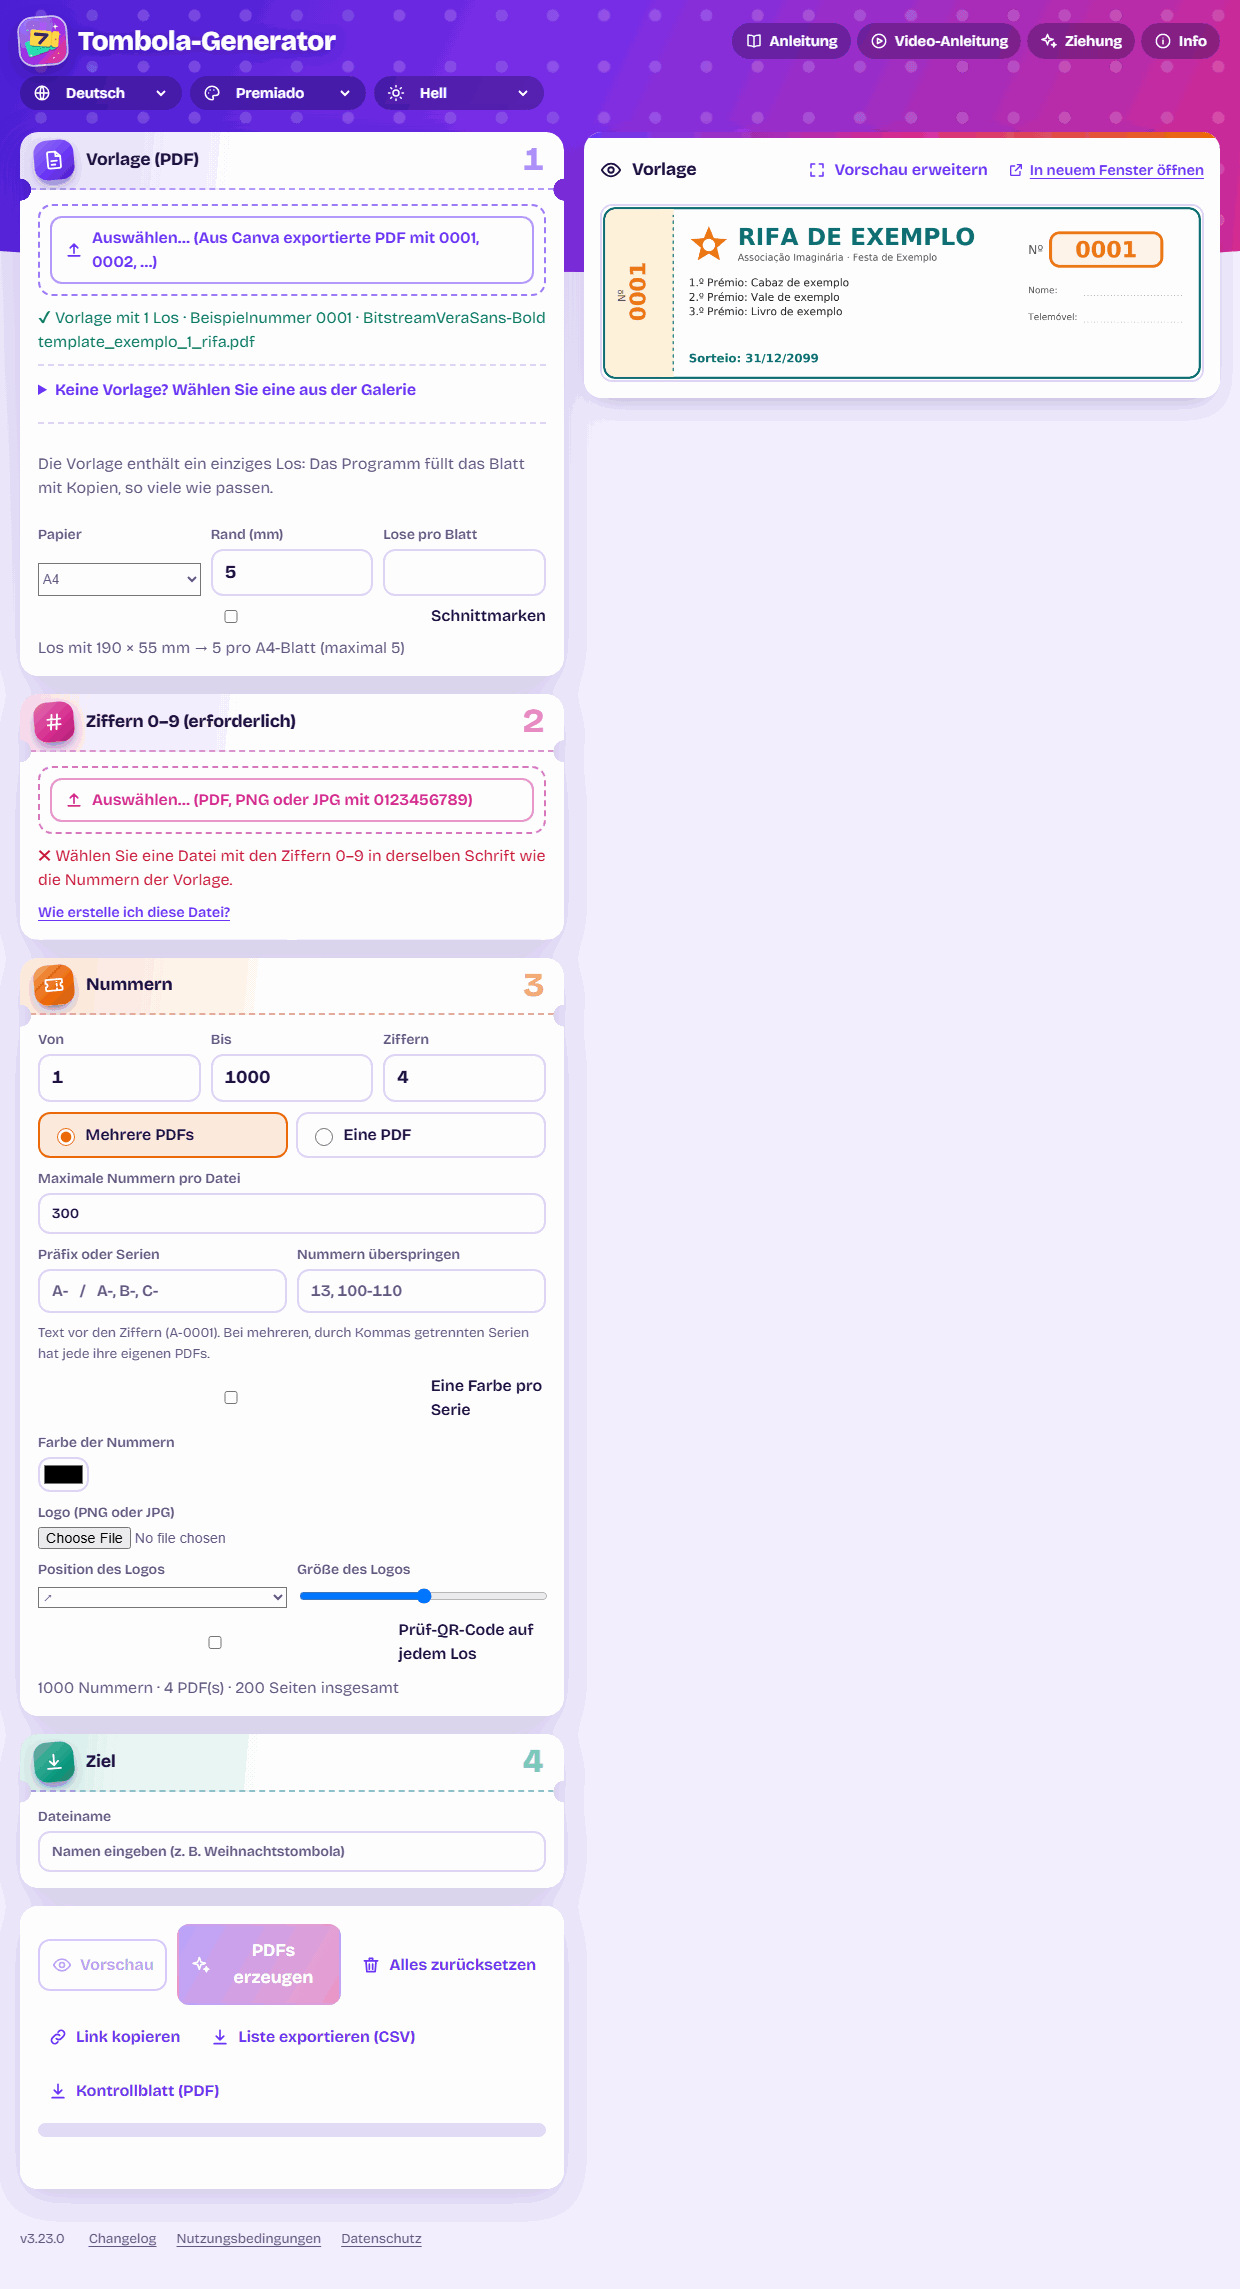 Tombola-Generator
Anleitung
Video-Anleitung
Ziehung
Info
Deutsch
Premiado
Hell
Vorlage (PDF)
1
Auswählen... (Aus Canva exportierte PDF mit 0001,
0002, ...)
✓ Vorlage mit 1 Los · Beispielnummer 0001 · BitstreamVeraSans-Bold
template_exemplo_1_rifa.pdf
▶ Keine Vorlage? Wählen Sie eine aus der Galerie
Die Vorlage enthält ein einziges Los: Das Programm füllt das Blatt
mit Kopien, so viele wie passen.
Papier
Rand (mm)
Lose pro Blatt
A4
5
Schnittmarken
Los mit 190 × 55 mm → 5 pro A4-Blatt (maximal 5)
Ziffern 0–9 (erforderlich)
2
Auswählen... (PDF, PNG oder JPG mit 0123456789)
✕ Wählen Sie eine Datei mit den Ziffern 0–9 in derselben Schrift wie
die Nummern der Vorlage.
Wie erstelle ich diese Datei?
Nummern
3
Von
Bis
Ziffern
1
1000
4
Mehrere PDFs
Eine PDF
Maximale Nummern pro Datei
300
Präfix oder Serien
Nummern überspringen
A- / A-, B-, C-
13, 100-110
Text vor den Ziffern (A-0001). Bei mehreren, durch Kommas getrennten Serien
hat jede ihre eigenen PDFs.
Eine Farbe pro
Serie
Farbe der Nummern
Logo (PNG oder JPG)
Choose File No file chosen
Position des Logos
Größe des Logos
↗
Prüf-QR-Code auf
jedem Los
1000 Nummern · 4 PDF(s) · 200 Seiten insgesamt
Ziel
4
Dateiname
Namen eingeben (z. B. Weihnachtstombola)
Vorschau
PDFs
erzeugen
Alles zurücksetzen
Link kopieren
Liste exportieren (CSV)
Kontrollblatt (PDF)
v3.23.0
Changelog
Nutzungsbedingungen
Datenschutz
Vorlage
Vorschau erweitern
In neuem Fenster öffnen
Nº
0001
RIFA DE EXEMPLO
Associação Imaginária · Festa de Exemplo
1.º Prémio: Cabaz de exemplo
2.º Prémio: Vale de exemplo
3.º Prémio: Livro de exemplo
Sorteio: 31/12/2099
Nº 0001
Nome:
Telemóvel: